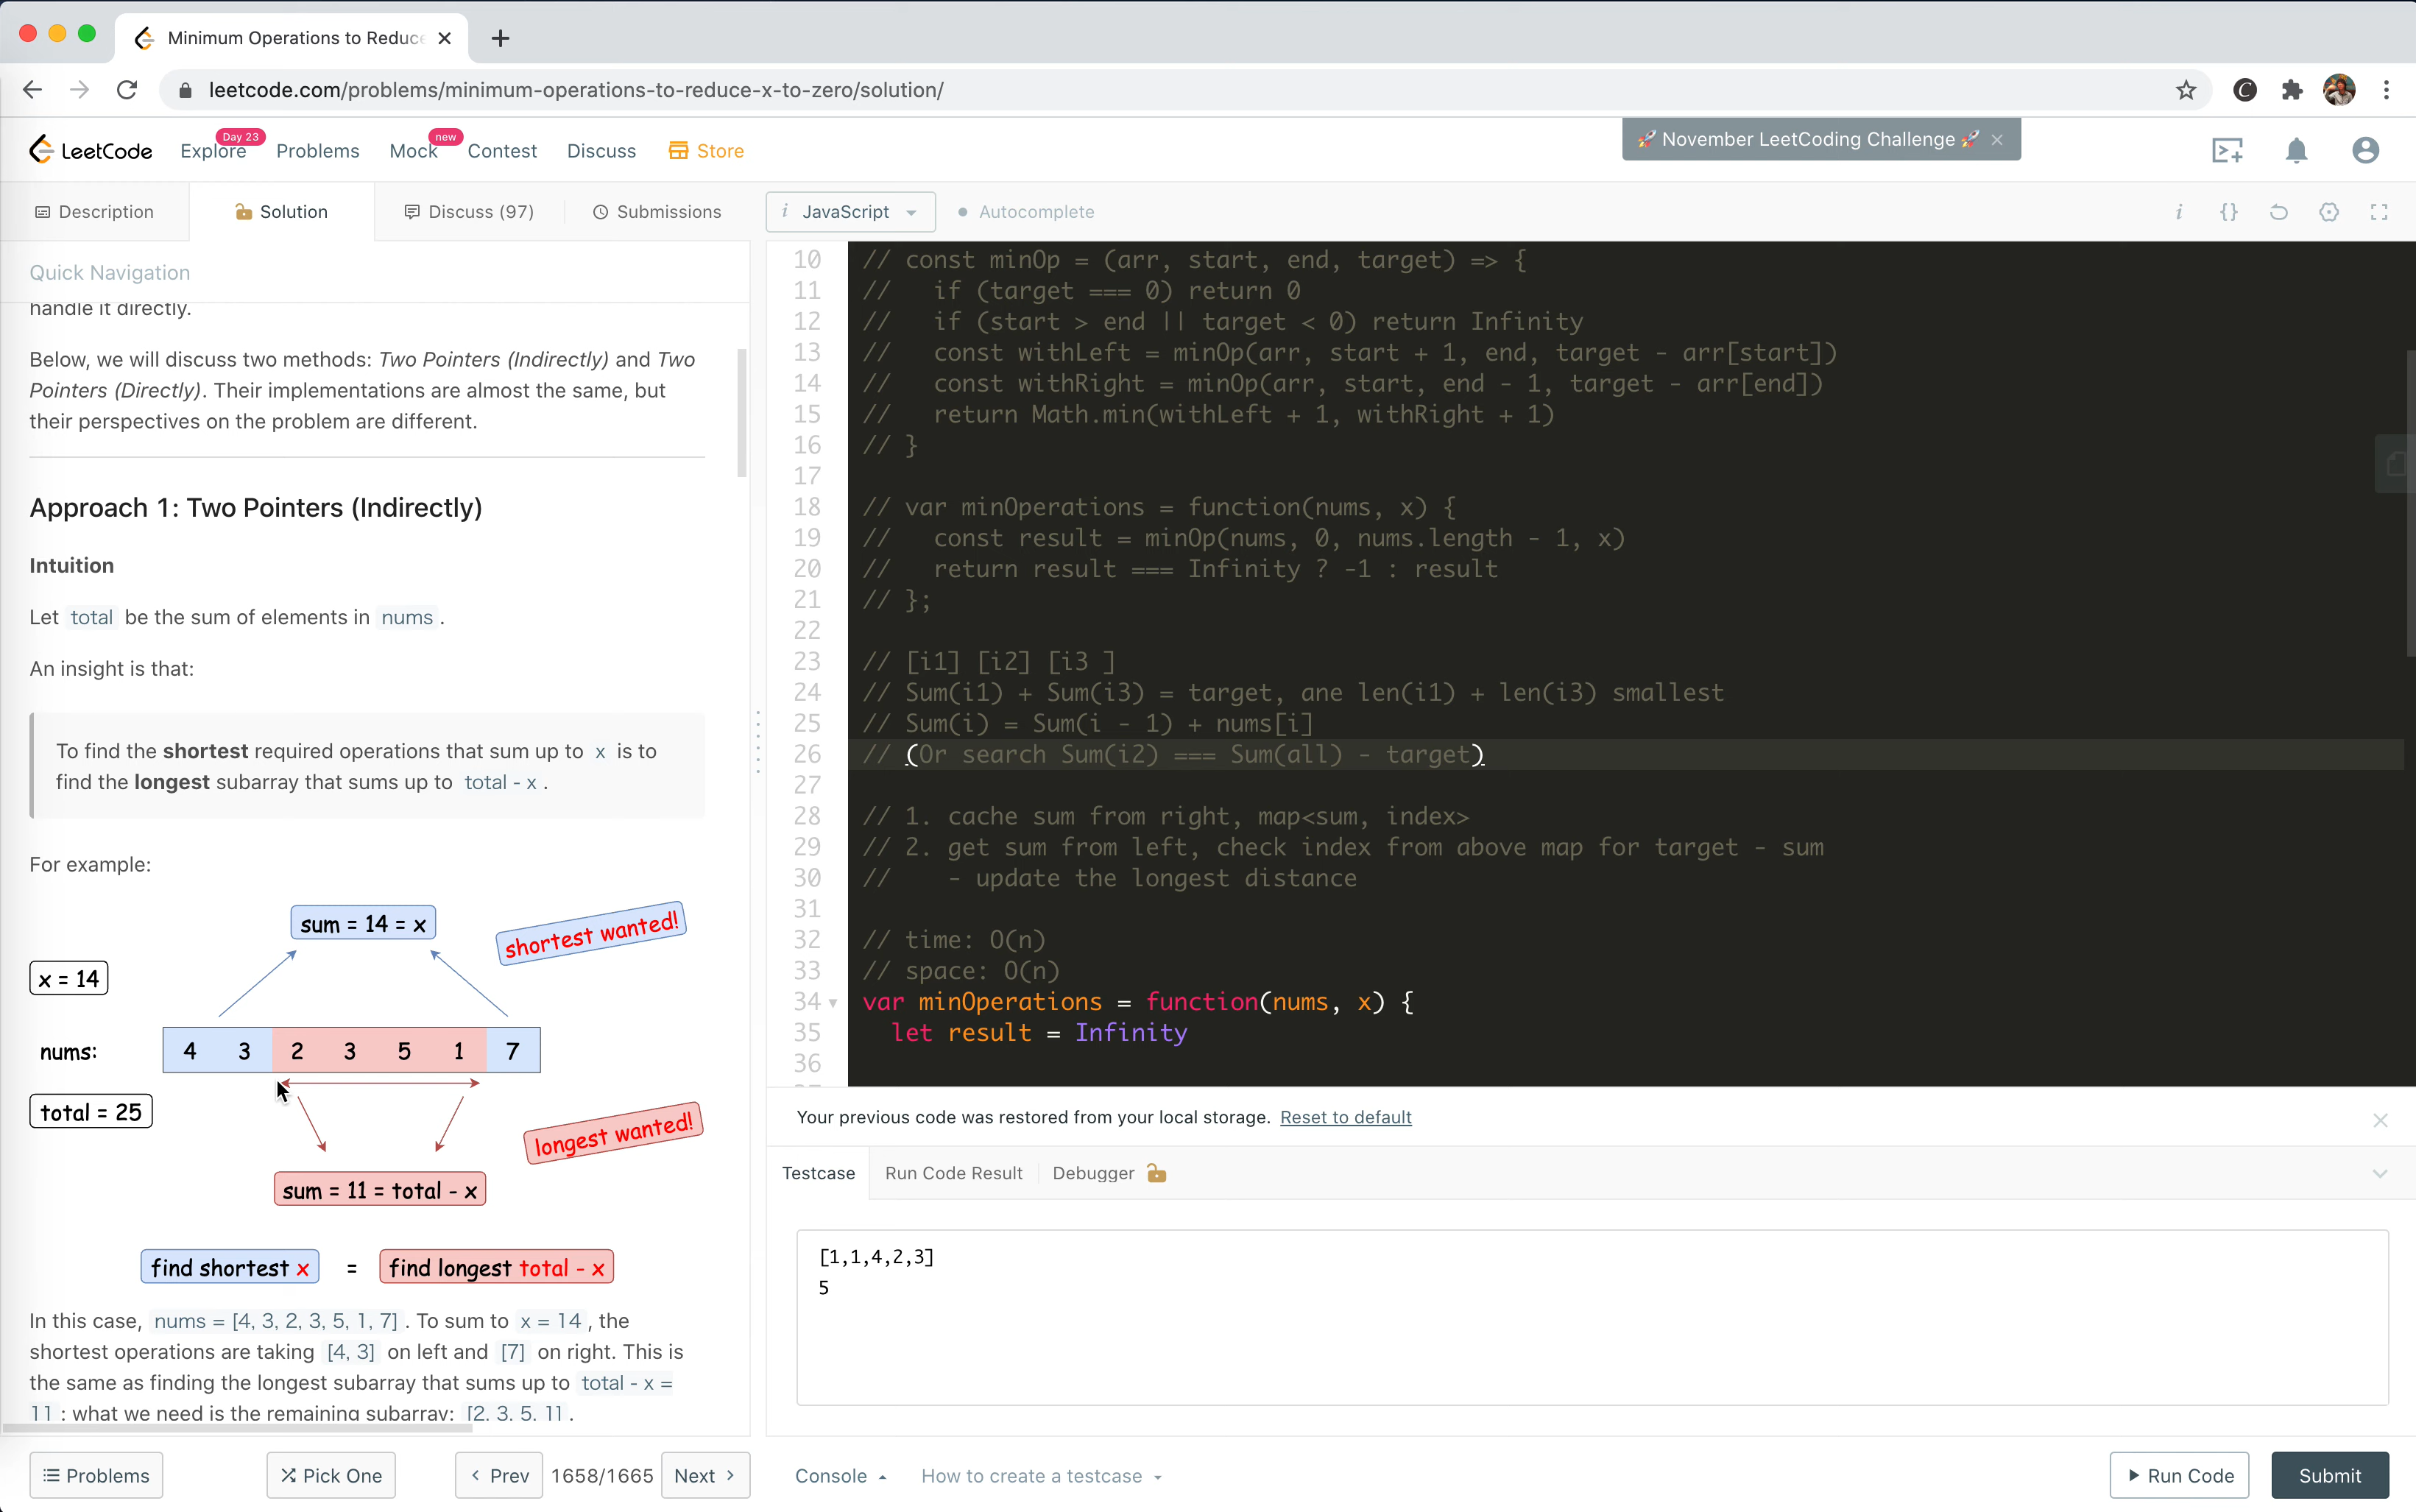 Minimum Operations to Reduce
leetcode.com/problems/minimum-operations-to-reduce-x-to-zero/solution/
LeetCode
Explore
Day 23
Problems
Mock
new
Contest
Discuss
Store
🚀 November LeetCoding Challenge 🚀
Description
Solution
Discuss (97)
Submissions
i JavaScript
Autocomplete
Quick Navigation
handle it directly.
Below, we will discuss two methods: Two Pointers (Indirectly) and Two
Pointers (Directly). Their implementations are almost the same, but
their perspectives on the problem are different.
Approach 1: Two Pointers (Indirectly)
Intuition
Let total be the sum of elements in nums .
An insight is that:
To find the shortest required operations that sum up to x is to
find the longest subarray that sums up to total - x .
For example:
sum = 14 = x
shortest wanted!
x = 14
nums:
4 3 2 3 5 1 7
total = 25
longest wanted!
sum = 11 = total - x
find shortest x = find longest total - x
In this case, nums = [4, 3, 2, 3, 5, 1, 7] . To sum to x = 14 , the
shortest operations are taking [4, 3] on left and [7] on right. This is
the same as finding the longest subarray that sums up to total - x =
11 : what we need is the remaining subarray: [2, 3, 5, 1] .
Problems
Pick One
Prev
1658/1665
Next
10 // const minOp = (arr, start, end, target) => {
11 //   if (target === 0) return 0
12 //   if (start > end || target < 0) return Infinity
13 //   const withLeft = minOp(arr, start + 1, end, target - arr[start])
14 //   const withRight = minOp(arr, start, end - 1, target - arr[end])
15 //   return Math.min(withLeft + 1, withRight + 1)
16 // }
17
18 // var minOperations = function(nums, x) {
19 //   const result = minOp(nums, 0, nums.length - 1, x)
20 //   return result === Infinity ? -1 : result
21 // };
22
23 // [i1] [i2] [i3 ]
24 // Sum(i1) + Sum(i3) = target, ane len(i1) + len(i3) smallest
25 // Sum(i) = Sum(i - 1) + nums[i]
26 // (Or search Sum(i2) === Sum(all) - target)
27
28 // 1. cache sum from right, map<sum, index>
29 // 2. get sum from left, check index from above map for target - sum
30 //    - update the longest distance
31
32 // time: O(n)
33 // space: O(n)
34 var minOperations = function(nums, x) {
35   let result = Infinity
36
Your previous code was restored from your local storage. Reset to default
Testcase
Run Code Result
Debugger
[1,1,4,2,3]
5
Console
How to create a testcase
Run Code
Submit